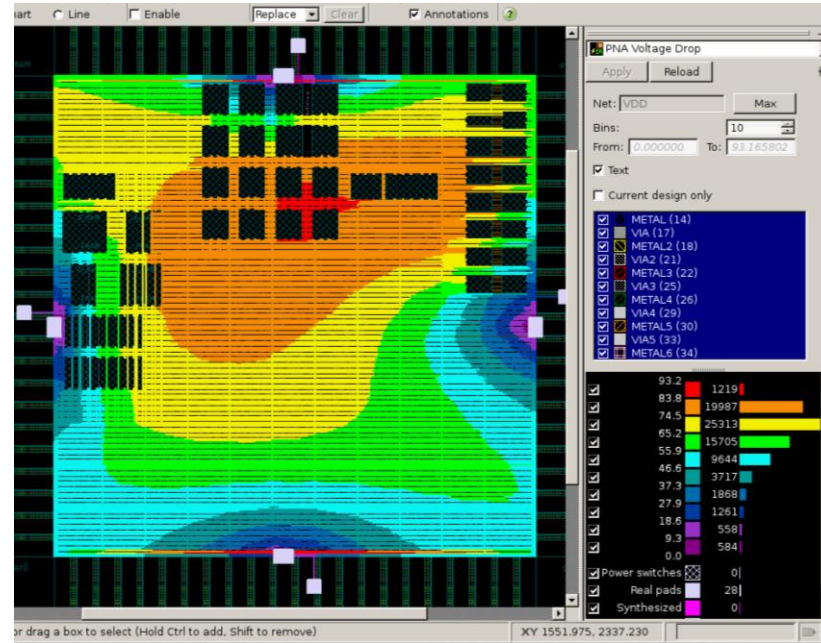 Line
Enable
Replace
Clear
Annotations
PNA Voltage Drop
Apply
Reload
Net: VDD
Max
Bins:
10
From: 0.000000 To: 93.165802
Text
Current design only
METAL (14)
VIA (17)
METAL2 (18)
VIA2 (21)
METAL3 (22)
VIA3 (25)
METAL4 (26)
VIA4 (29)
METAL5 (30)
VIA5 (33)
METAL6 (34)
93.2
1219
83.8
19987
74.5
25313
65.2
15705
55.9
9644
46.6
3717
37.3
1868
27.9
1261
18.6
558
9.3
584
0.0
Power switches 0
Real pads 28
Synthesized 0
or drag a box to select (Hold Ctrl to add, Shift to remove)
XY 1551.975, 2337.230